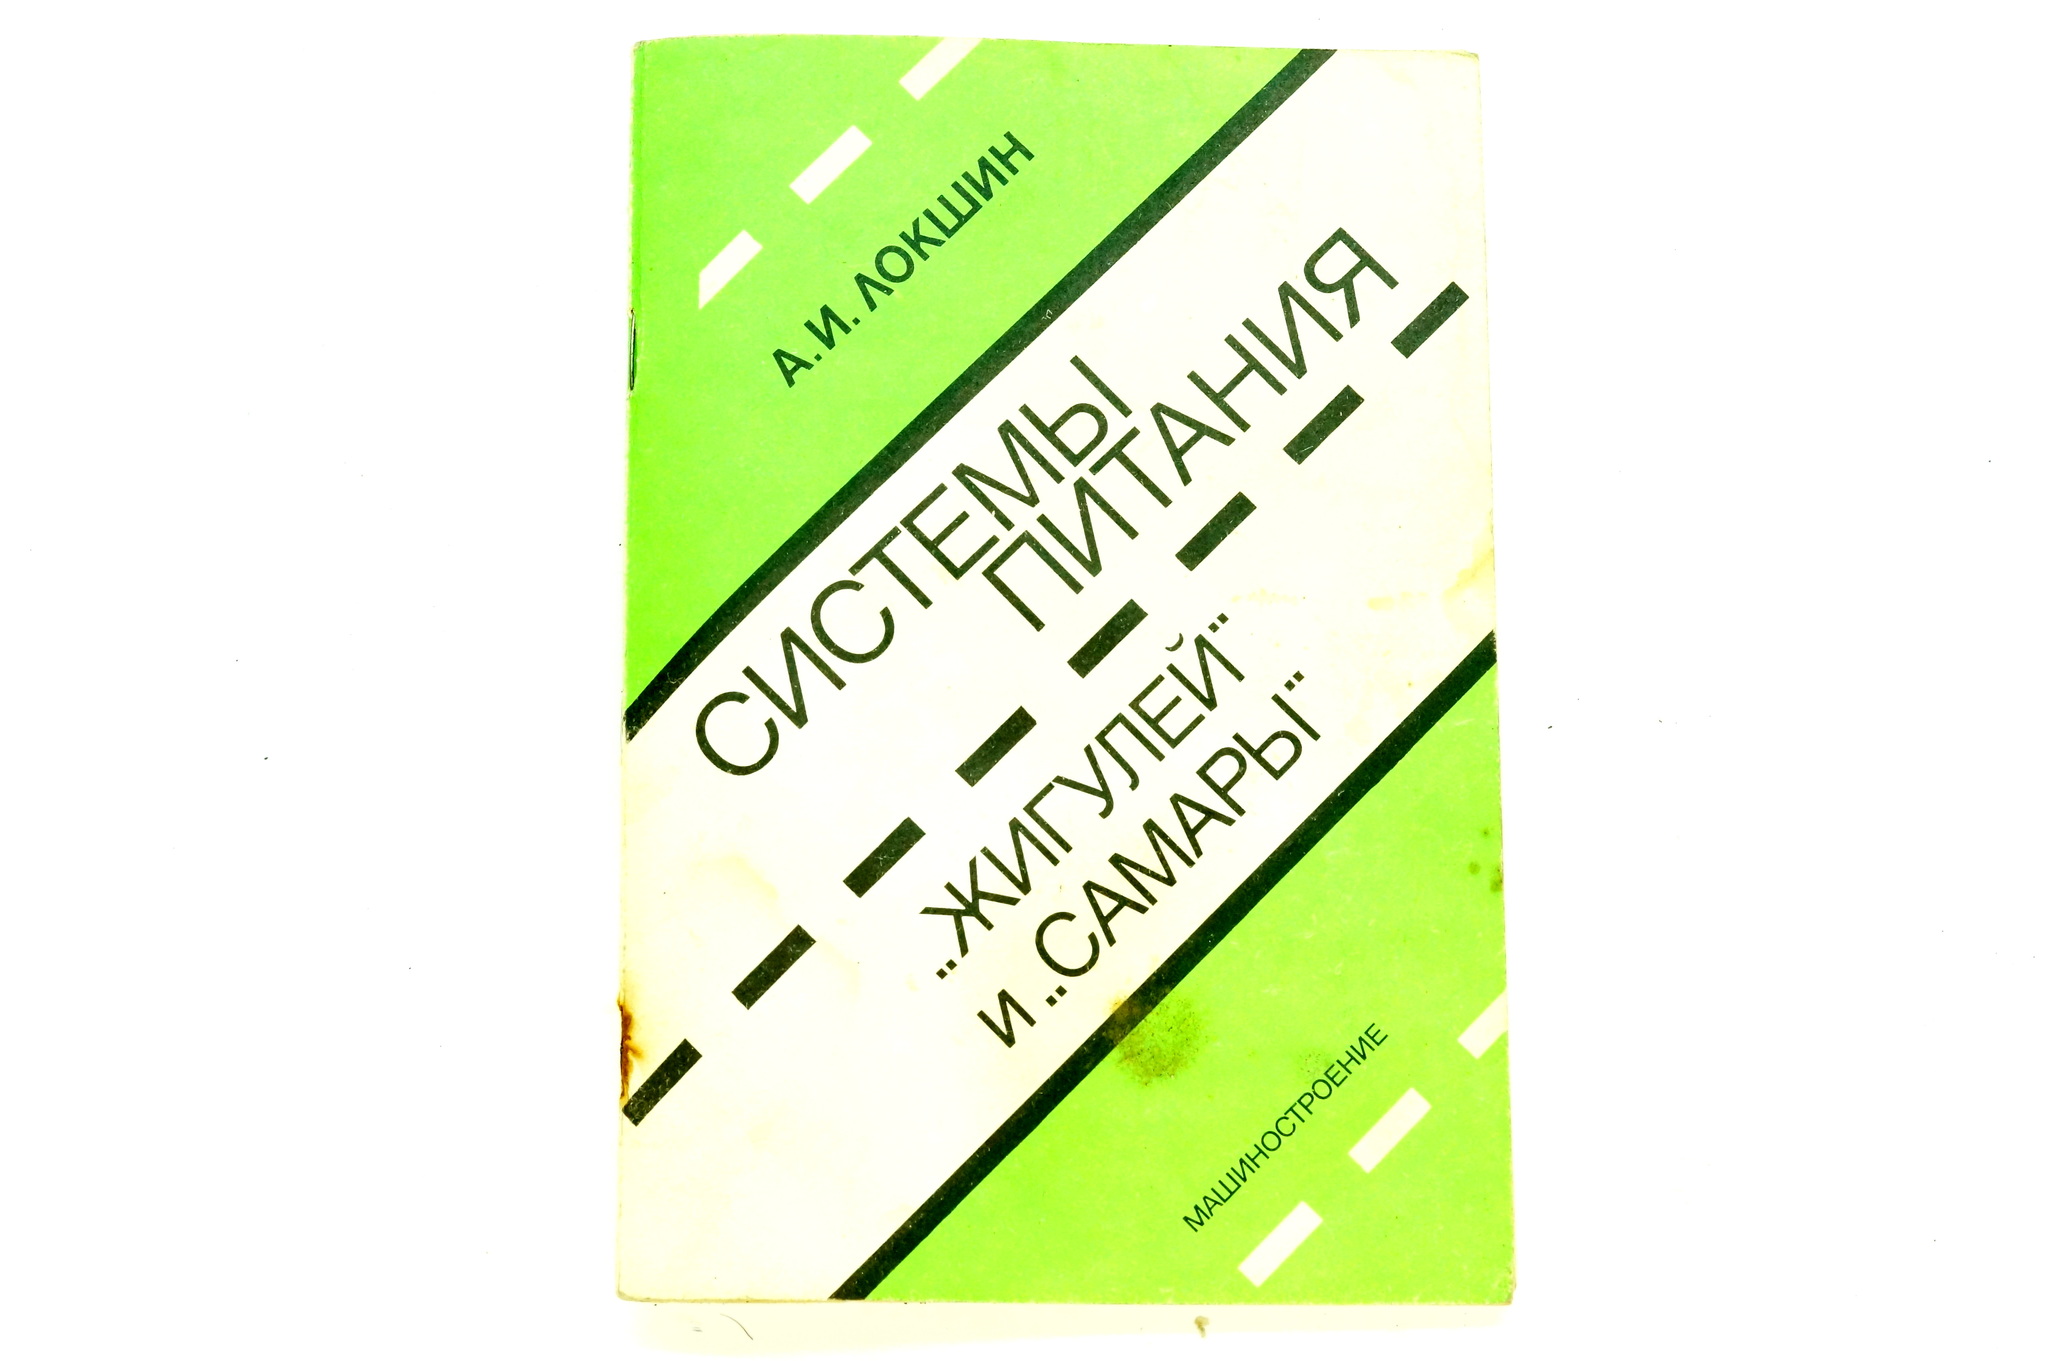 А.И. ЛОКШИН
СИСТЕМЫ
ПИТАНИЯ
„ЖИГУЛЕЙ“
и „САМАРЫ“
МАШИНОСТРОЕНИЕ